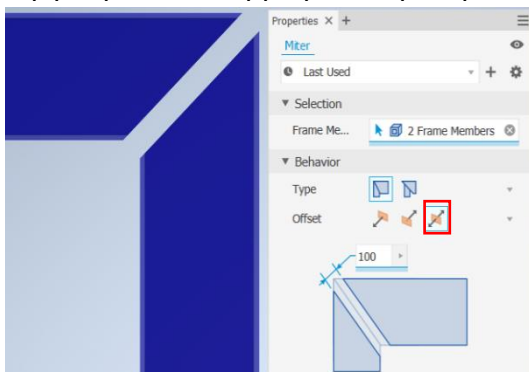 Properties × +
Miter
Last Used
Selection
Frame Me... 2 Frame Members
Behavior
Type
Offset
100